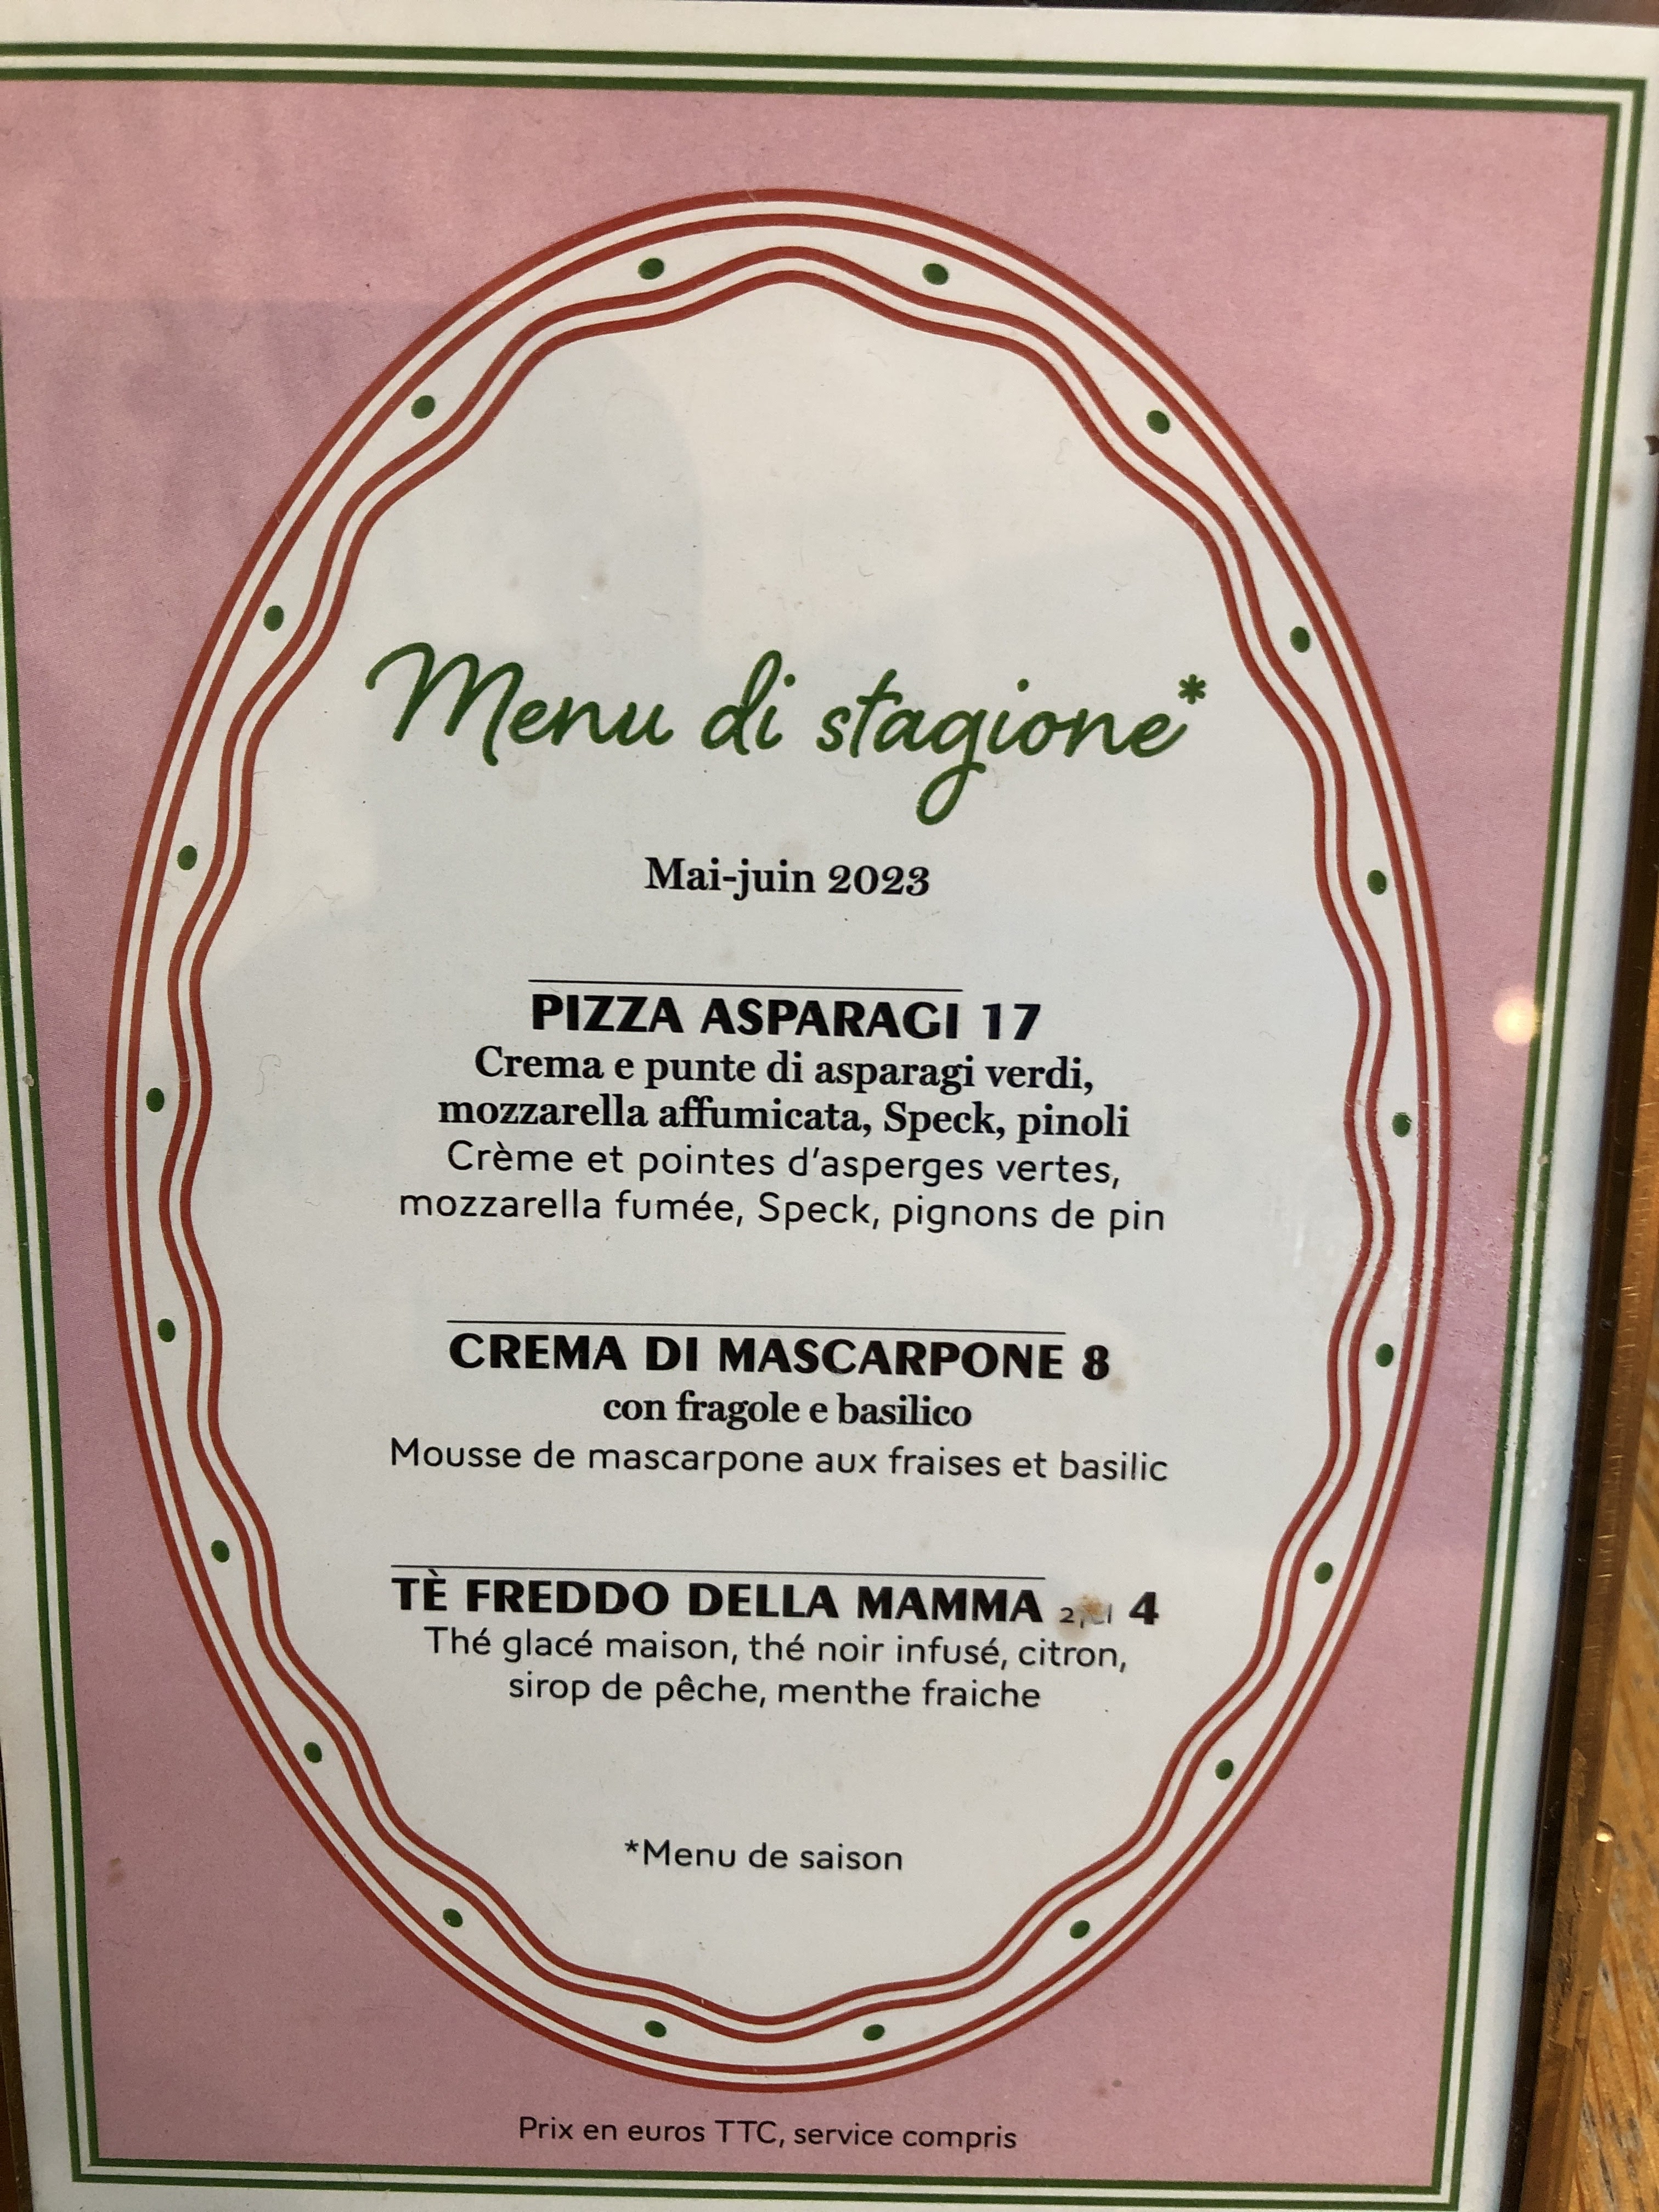 Menu di stagione*
Mai-juin 2023
PIZZA ASPARAGI 17
Crema e punte di asparagi verdi,
mozzarella affumicata, Speck, pinoli
Crème et pointes d'asperges vertes,
mozzarella fumée, Speck, pignons de pin
CREMA DI MASCARPONE 8
con fragole e basilico
Mousse de mascarpone aux fraises et basilic
TÈ FREDDO DELLA MAMMA 4
Thé glacé maison, thé noir infusé, citron,
sirop de pêche, menthe fraiche
*Menu de saison
Prix en euros TTC, service compris